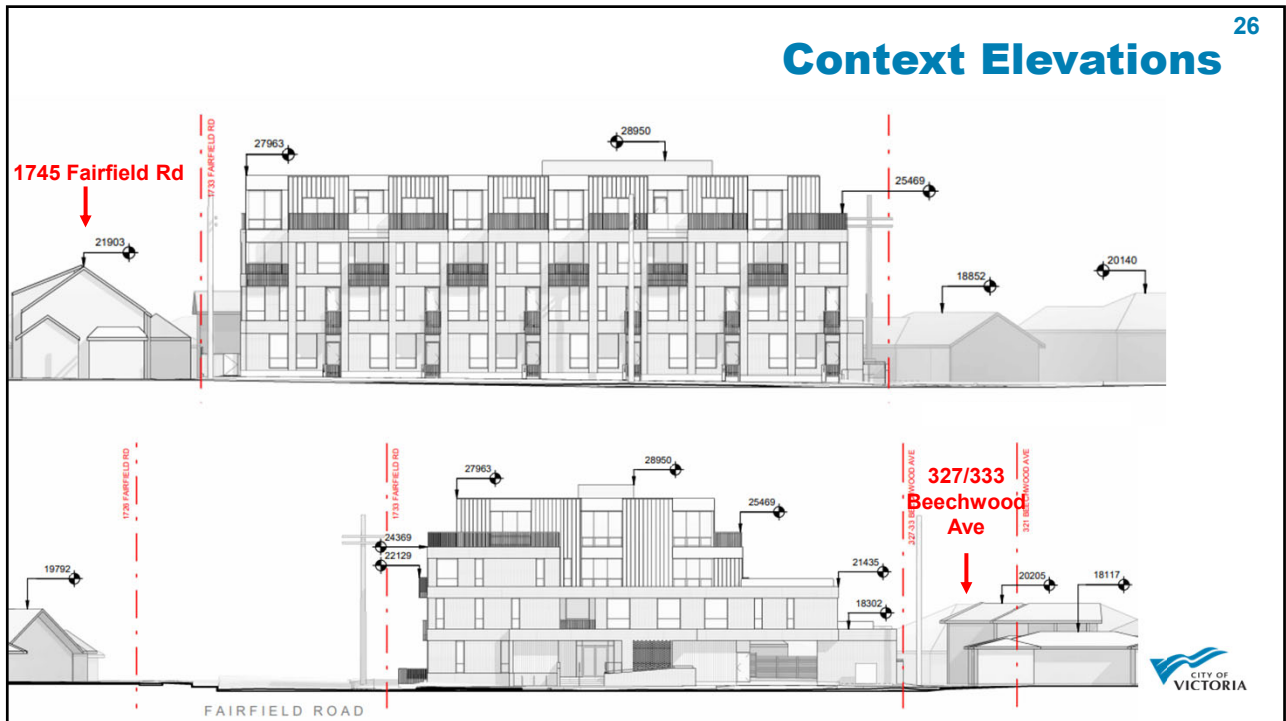 26
Context Elevations
1745 Fairfield Rd
1733 FAIRFIELD RD
27963
28950
25469
21903
18852
20140
1728 FAIRFIELD RD
1733 FAIRFIELD RD
327-33 BEECHWOOD AVE
321 BEECHWOOD AVE
327/333
Beechwood
Ave
27963
28950
25469
24369
22129
21435
18302
19792
20205
18117
FAIRFIELD ROAD
CITY OF
VICTORIA